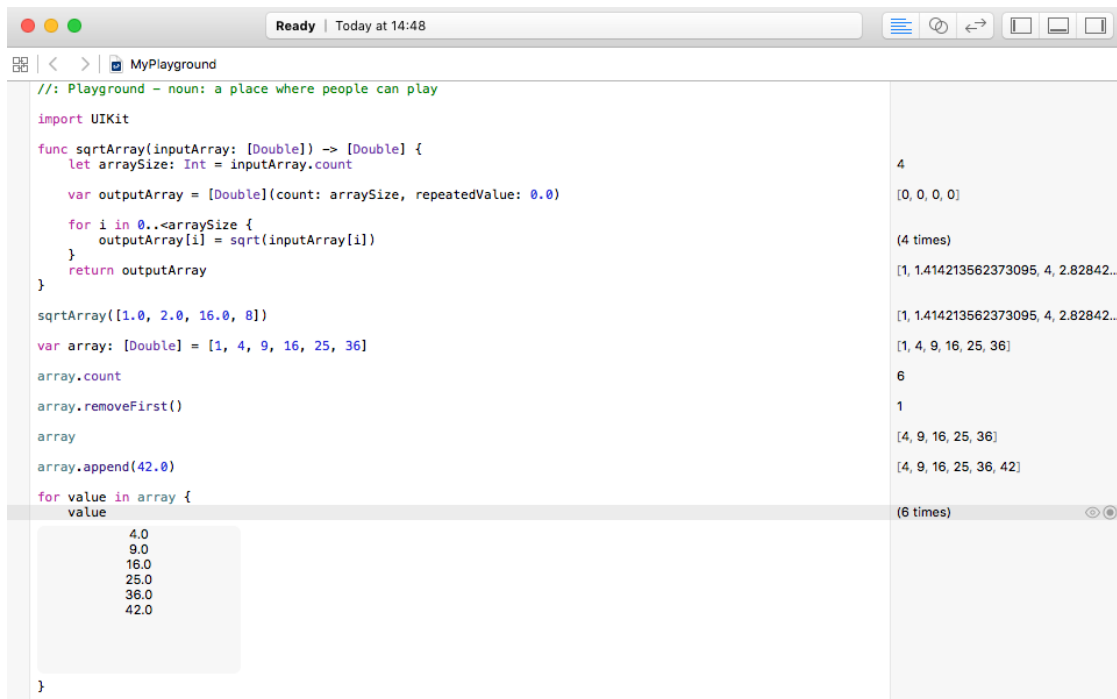 Ready | Today at 14:48
MyPlayground
//: Playground – noun: a place where people can play
import UIKit
func sqrtArray(inputArray: [Double]) -> [Double] {
let arraySize: Int = inputArray.count
4
var outputArray = [Double](count: arraySize, repeatedValue: 0.0)
[0, 0, 0, 0]
for i in 0..<arraySize {
outputArray[i] = sqrt(inputArray[i])
(4 times)
}
return outputArray
[1, 1.414213562373095, 4, 2.82842...
}
sqrtArray([1.0, 2.0, 16.0, 8])
[1, 1.414213562373095, 4, 2.82842...
var array: [Double] = [1, 4, 9, 16, 25, 36]
[1, 4, 9, 16, 25, 36]
array.count
6
array.removeFirst()
1
array
[4, 9, 16, 25, 36]
array.append(42.0)
[4, 9, 16, 25, 36, 42]
for value in array {
value
(6 times)
4.0
9.0
16.0
25.0
36.0
42.0
}